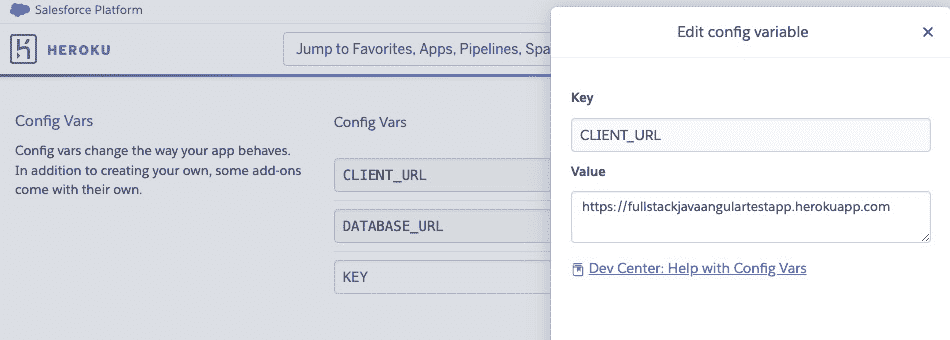 Salesforce Platform
HEROKU
Jump to Favorites, Apps, Pipelines, Spa
Config Vars
Config vars change the way your app behaves.
In addition to creating your own, some add-ons
come with their own.
Config Vars
CLIENT_URL
DATABASE_URL
KEY
Edit config variable
×
Key
CLIENT_URL
Value
https://fullstackjavaangulartestapp.herokuapp.com
Dev Center: Help with Config Vars